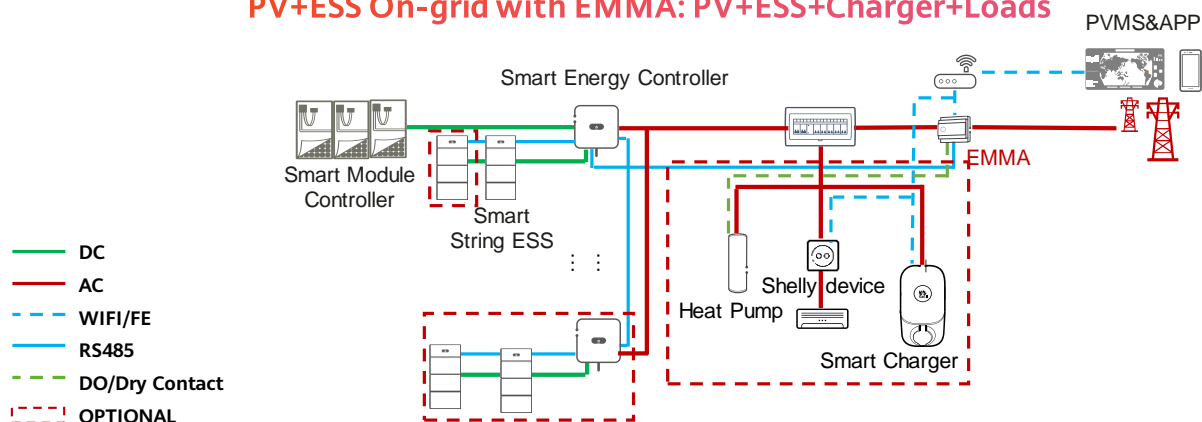 PV+ESS On-grid with EMMA: PV+ESS+Charger+Loads
PVMS&APP
Smart Energy Controller
EMMA
Smart Module
Controller
Smart
String ESS
DC
AC
WIFI/FE
RS485
DO/Dry Contact
OPTIONAL
Shelly device
Heat Pump
Smart Charger